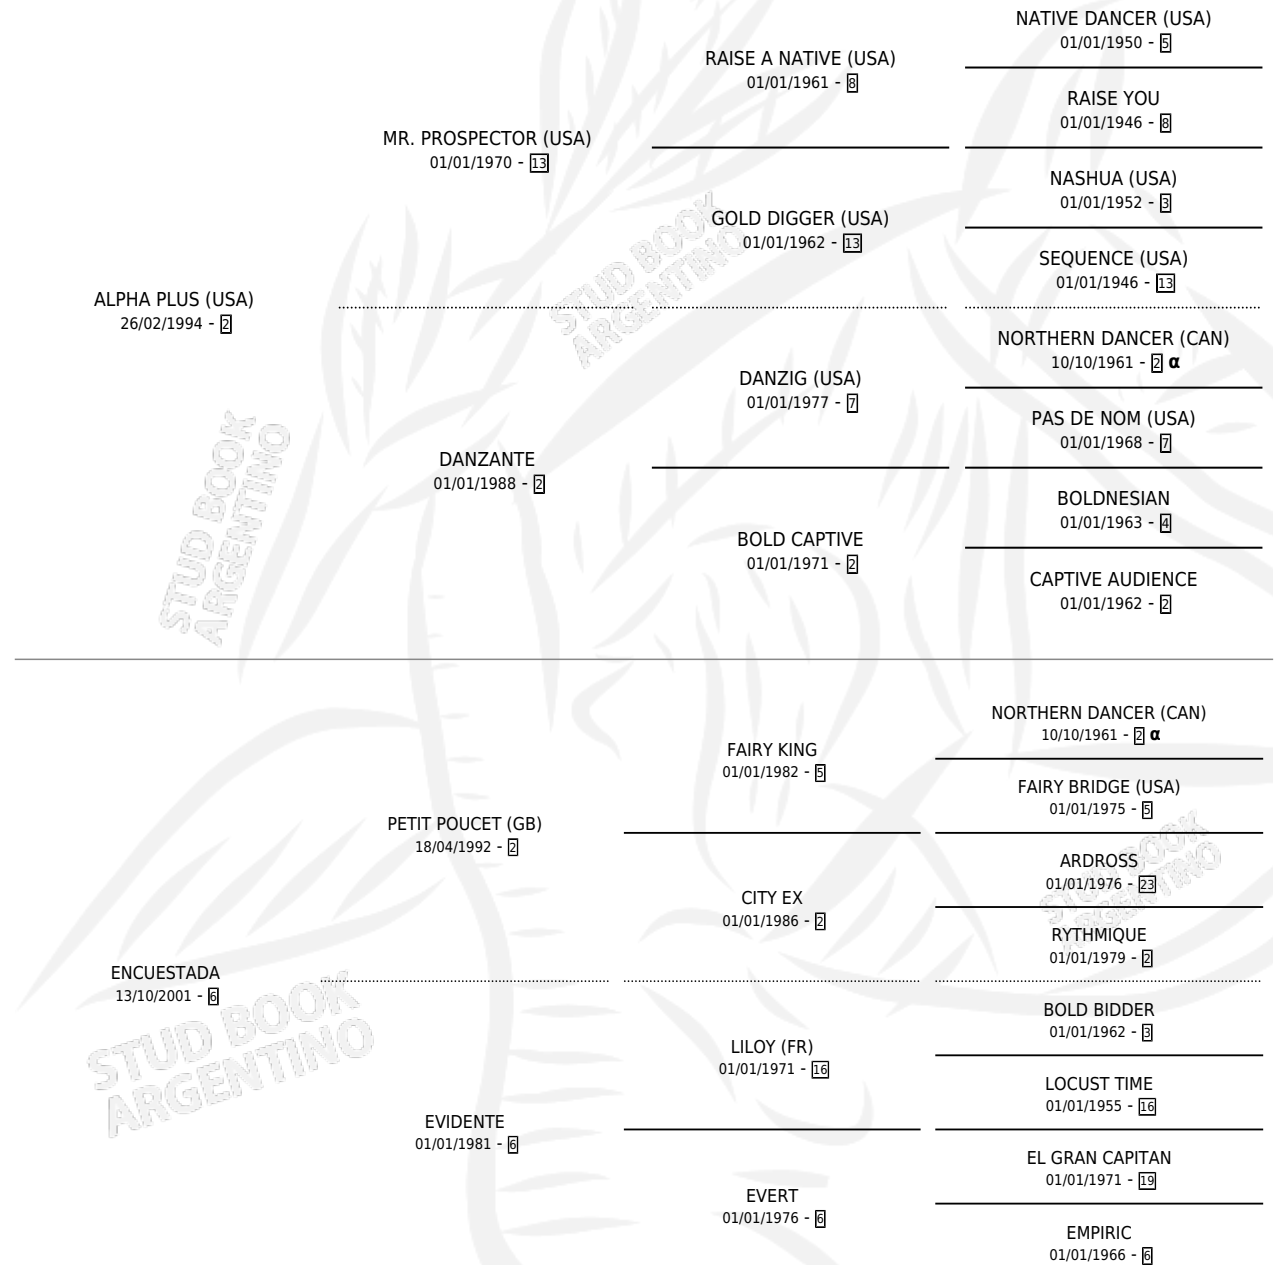 NATIVE DANCER (USA)
01/01/1950 - 5
RAISE A NATIVE (USA)
01/01/1961 - 8
RAISE YOU
01/01/1946 - 8
MR. PROSPECTOR (USA)
01/01/1970 - 13
NASHUA (USA)
01/01/1952 - 3
GOLD DIGGER (USA)
01/01/1962 - 13
SEQUENCE (USA)
01/01/1946 - 13
ALPHA PLUS (USA)
26/02/1994 - 2
NORTHERN DANCER (CAN)
10/10/1961 - 2 α
DANZIG (USA)
01/01/1977 - 7
PAS DE NOM (USA)
01/01/1968 - 7
DANZANTE
01/01/1988 - 2
BOLDNESIAN
01/01/1963 - 4
BOLD CAPTIVE
01/01/1971 - 2
CAPTIVE AUDIENCE
01/01/1962 - 2
NORTHERN DANCER (CAN)
10/10/1961 - 2 α
FAIRY KING
01/01/1982 - 5
FAIRY BRIDGE (USA)
01/01/1975 - 5
PETIT POUCET (GB)
18/04/1992 - 2
ARDROSS
01/01/1976 - 23
CITY EX
01/01/1986 - 2
RYTHMIQUE
01/01/1979 - 2
ENCUESTADA
13/10/2001 - 6
BOLD BIDDER
01/01/1962 - 3
LILOY (FR)
01/01/1971 - 16
LOCUST TIME
01/01/1955 - 16
EVIDENTE
01/01/1981 - 6
EL GRAN CAPITAN
01/01/1971 - 19
EVERT
01/01/1976 - 6
EMPIRIC
01/01/1966 - 6
STUD BOOK
ARGENTINO
STUD BOOK
ARGENTINO
STUD BOOK
ARGENTINO
STUD BOOK
ARGENTINO